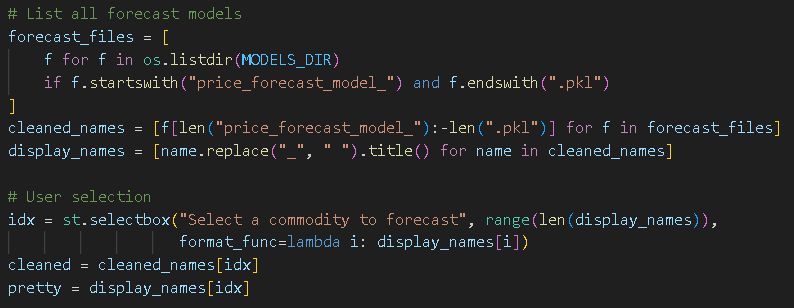 # List all forecast models
forecast_files = [
    f for f in os.listdir(MODELS_DIR)
    if f.startswith("price_forecast_model_") and f.endswith(".pkl")
]
cleaned_names = [f[len("price_forecast_model_"):-len(".pkl")] for f in forecast_files]
display_names = [name.replace("_", " ").title() for name in cleaned_names]

# User selection
idx = st.selectbox("Select a commodity to forecast", range(len(display_names)),
                   format_func=lambda i: display_names[i])
cleaned = cleaned_names[idx]
pretty = display_names[idx]